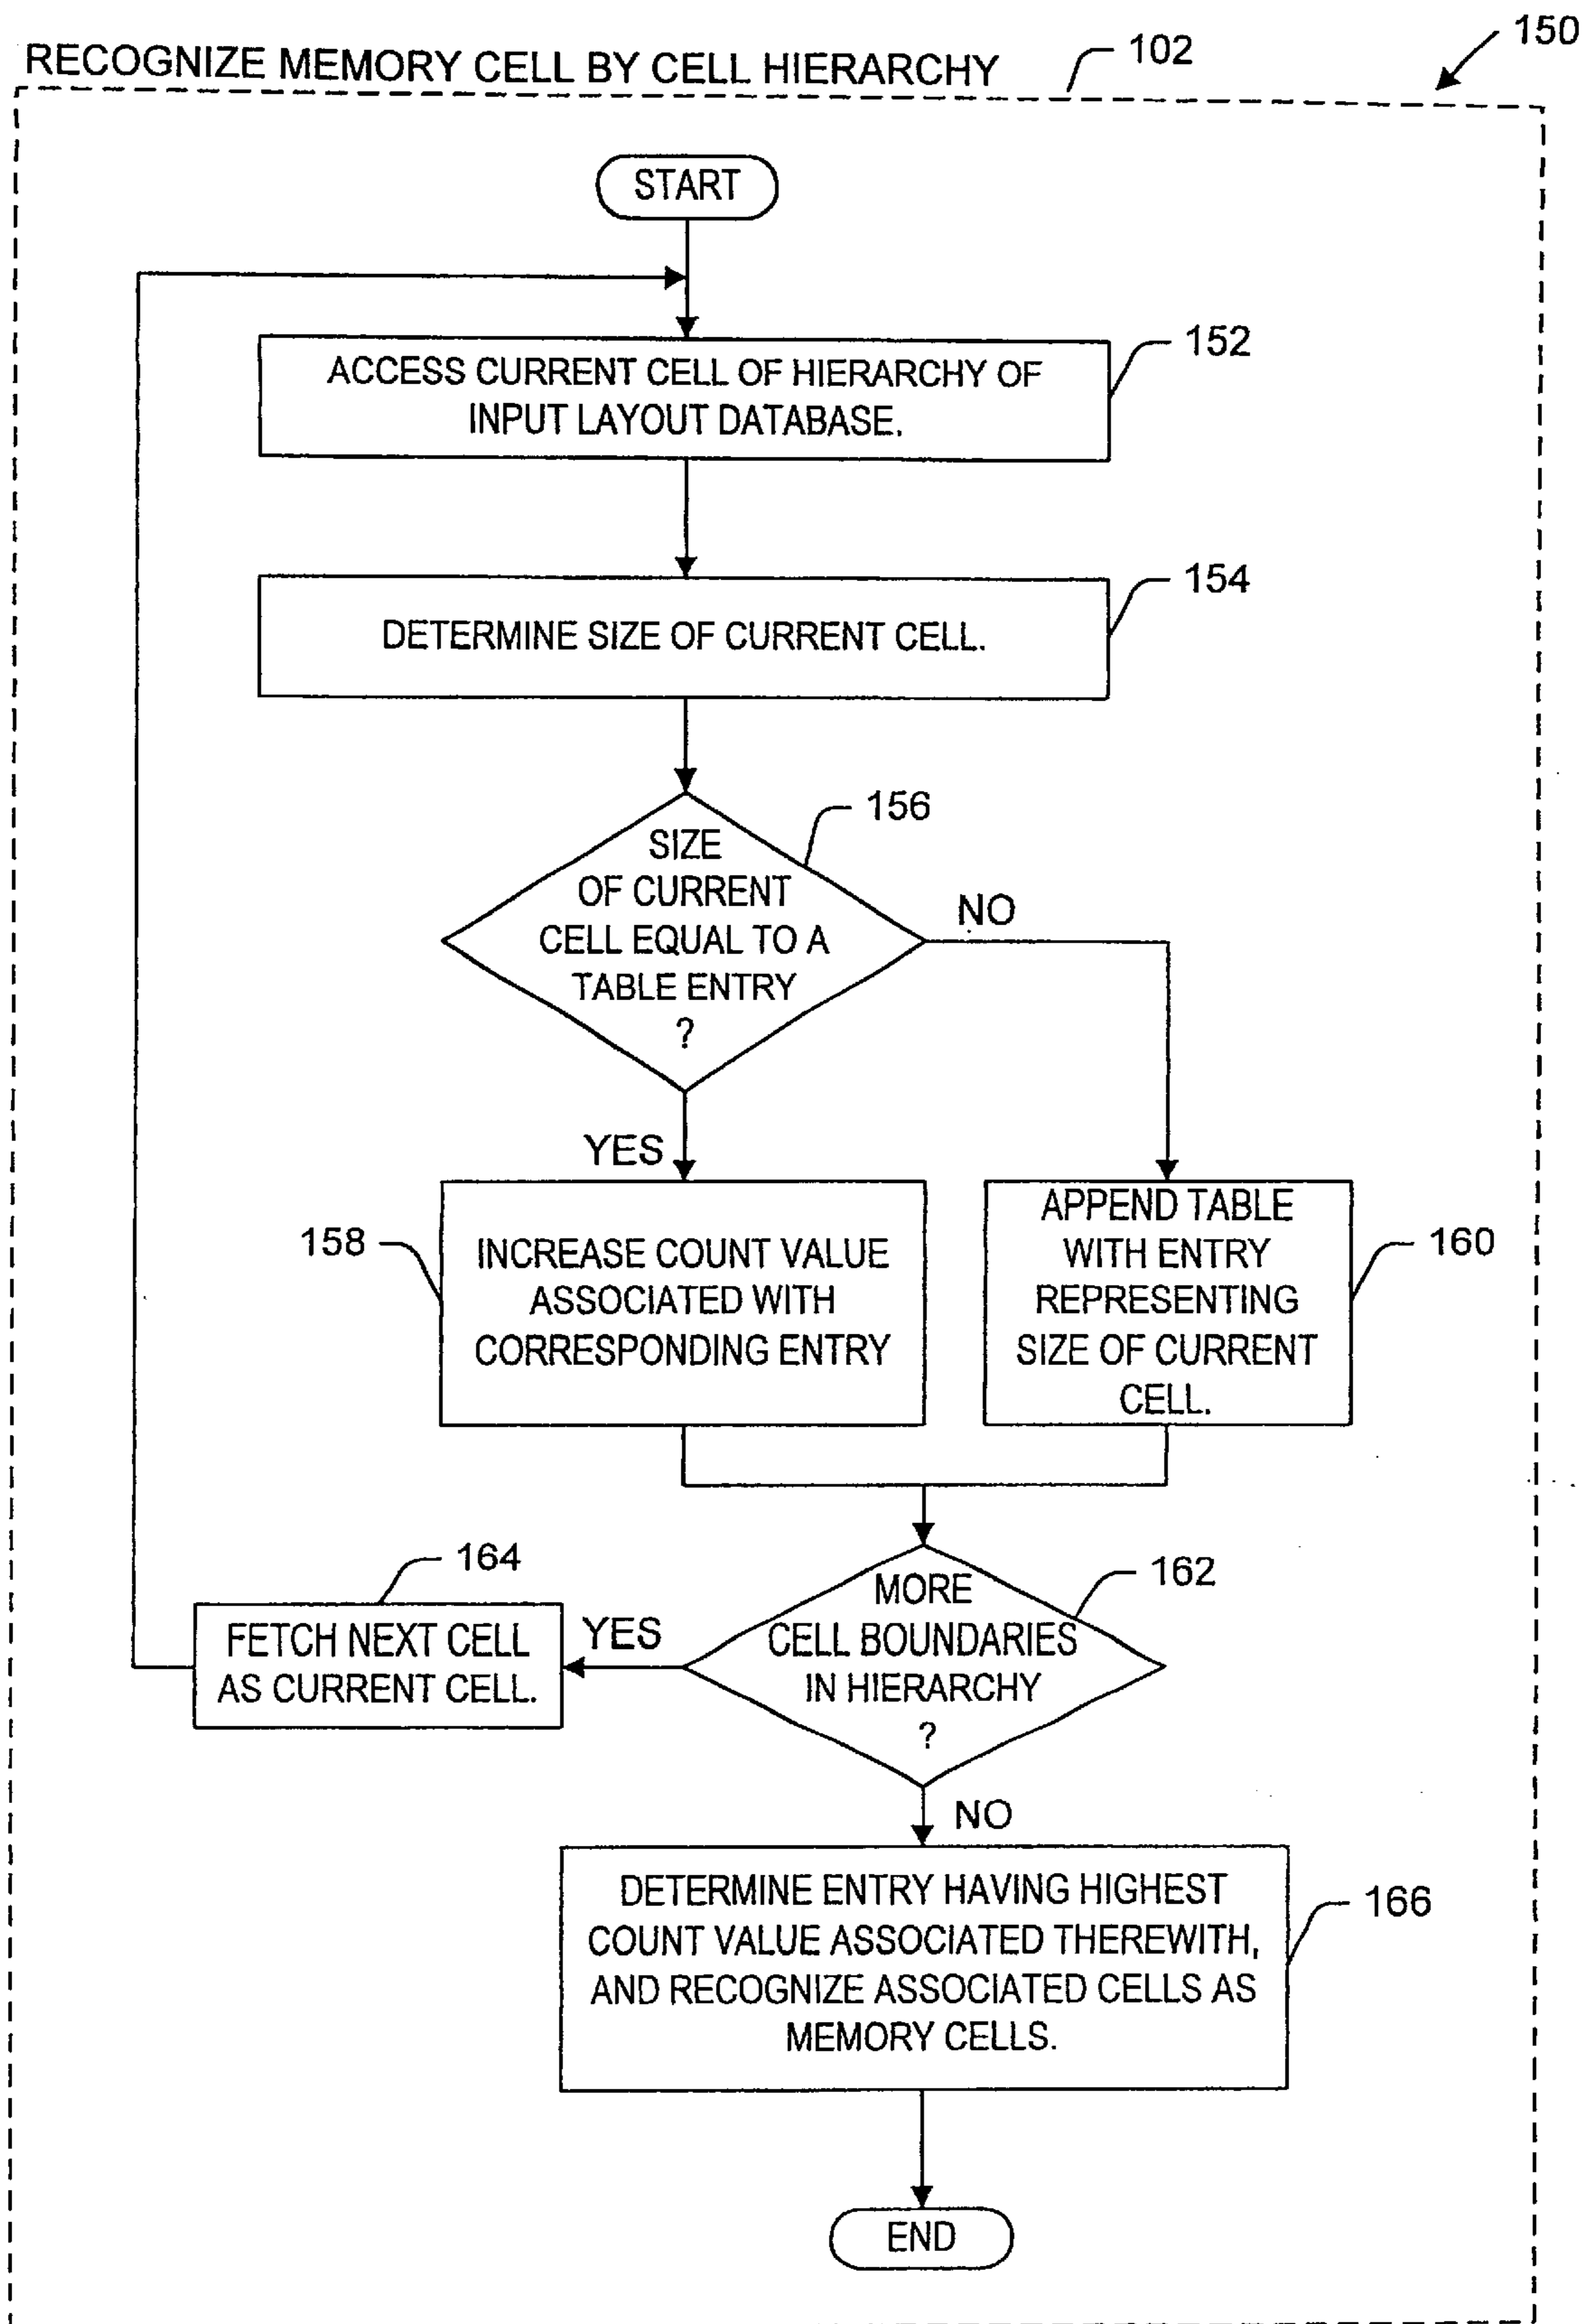 150
RECOGNIZE MEMORY CELL BY CELL HIERARCHY
102
START
152
ACCESS CURRENT CELL OF HIERARCHY OF
INPUT LAYOUT DATABASE.
154
DETERMINE SIZE OF CURRENT CELL.
156
SIZE
OF CURRENT
CELL EQUAL TO A
TABLE ENTRY
?
NO
YES
158
INCREASE COUNT VALUE
ASSOCIATED WITH
CORRESPONDING ENTRY
APPEND TABLE
WITH ENTRY
REPRESENTING
SIZE OF CURRENT
CELL.
160
164
FETCH NEXT CELL
AS CURRENT CELL.
YES
162
MORE
CELL BOUNDARIES
IN HIERARCHY
?
NO
DETERMINE ENTRY HAVING HIGHEST
COUNT VALUE ASSOCIATED THEREWITH,
AND RECOGNIZE ASSOCIATED CELLS AS
MEMORY CELLS.
166
END